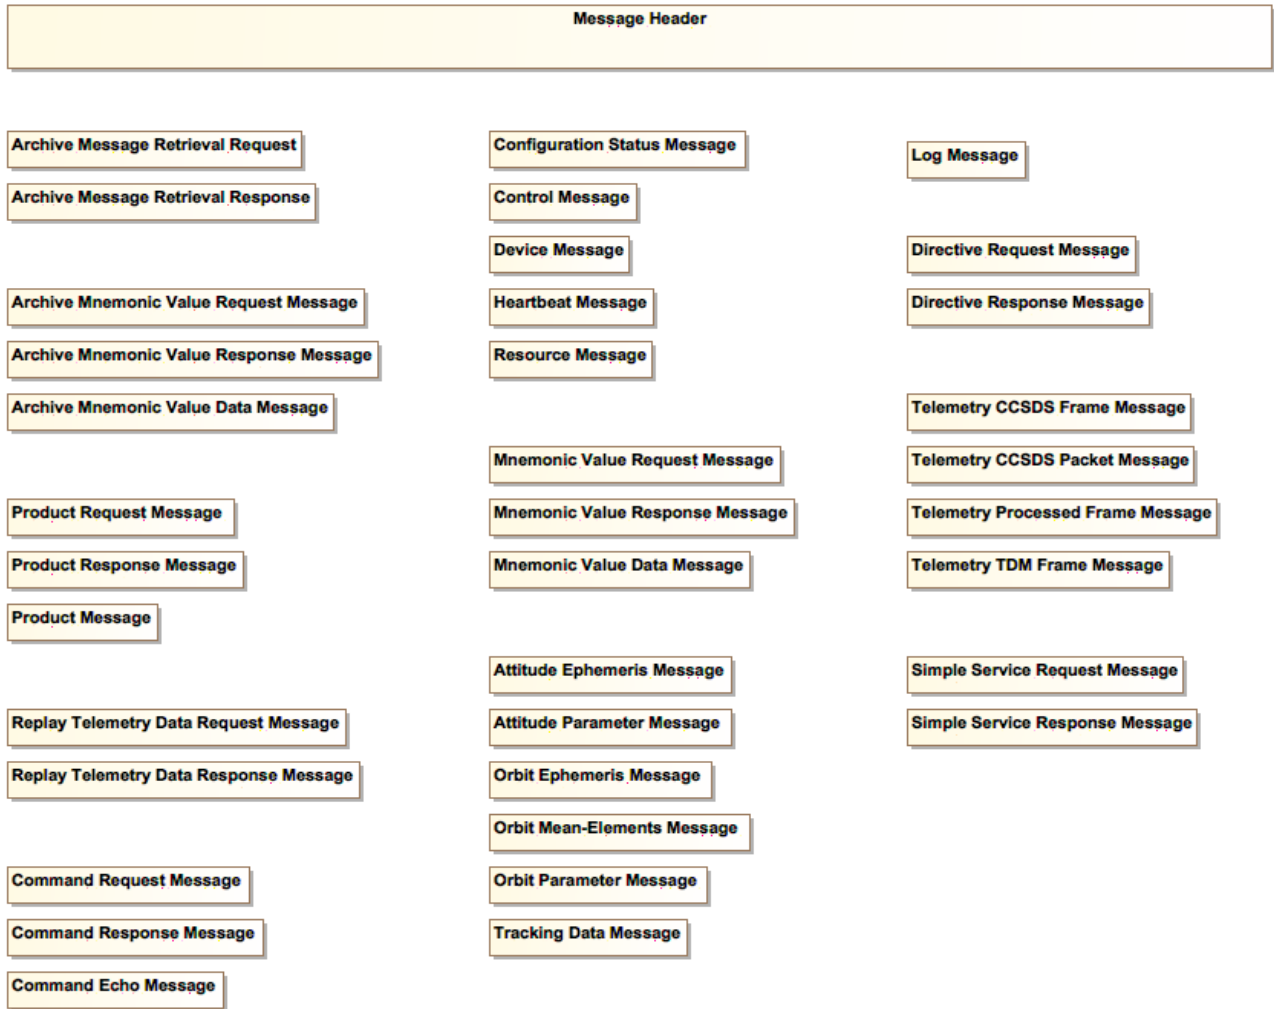 Message Header
Archive Message Retrieval Request
Archive Message Retrieval Response
Archive Mnemonic Value Request Message
Archive Mnemonic Value Response Message
Archive Mnemonic Value Data Message
Product Request Message
Product Response Message
Product Message
Replay Telemetry Data Request Message
Replay Telemetry Data Response Message
Command Request Message
Command Response Message
Command Echo Message
Configuration Status Message
Control Message
Device Message
Heartbeat Message
Resource Message
Mnemonic Value Request Message
Mnemonic Value Response Message
Mnemonic Value Data Message
Attitude Ephemeris Message
Attitude Parameter Message
Orbit Ephemeris Message
Orbit Mean-Elements Message
Orbit Parameter Message
Tracking Data Message
Log Message
Directive Request Message
Directive Response Message
Telemetry CCSDS Frame Message
Telemetry CCSDS Packet Message
Telemetry Processed Frame Message
Telemetry TDM Frame Message
Simple Service Request Message
Simple Service Response Message